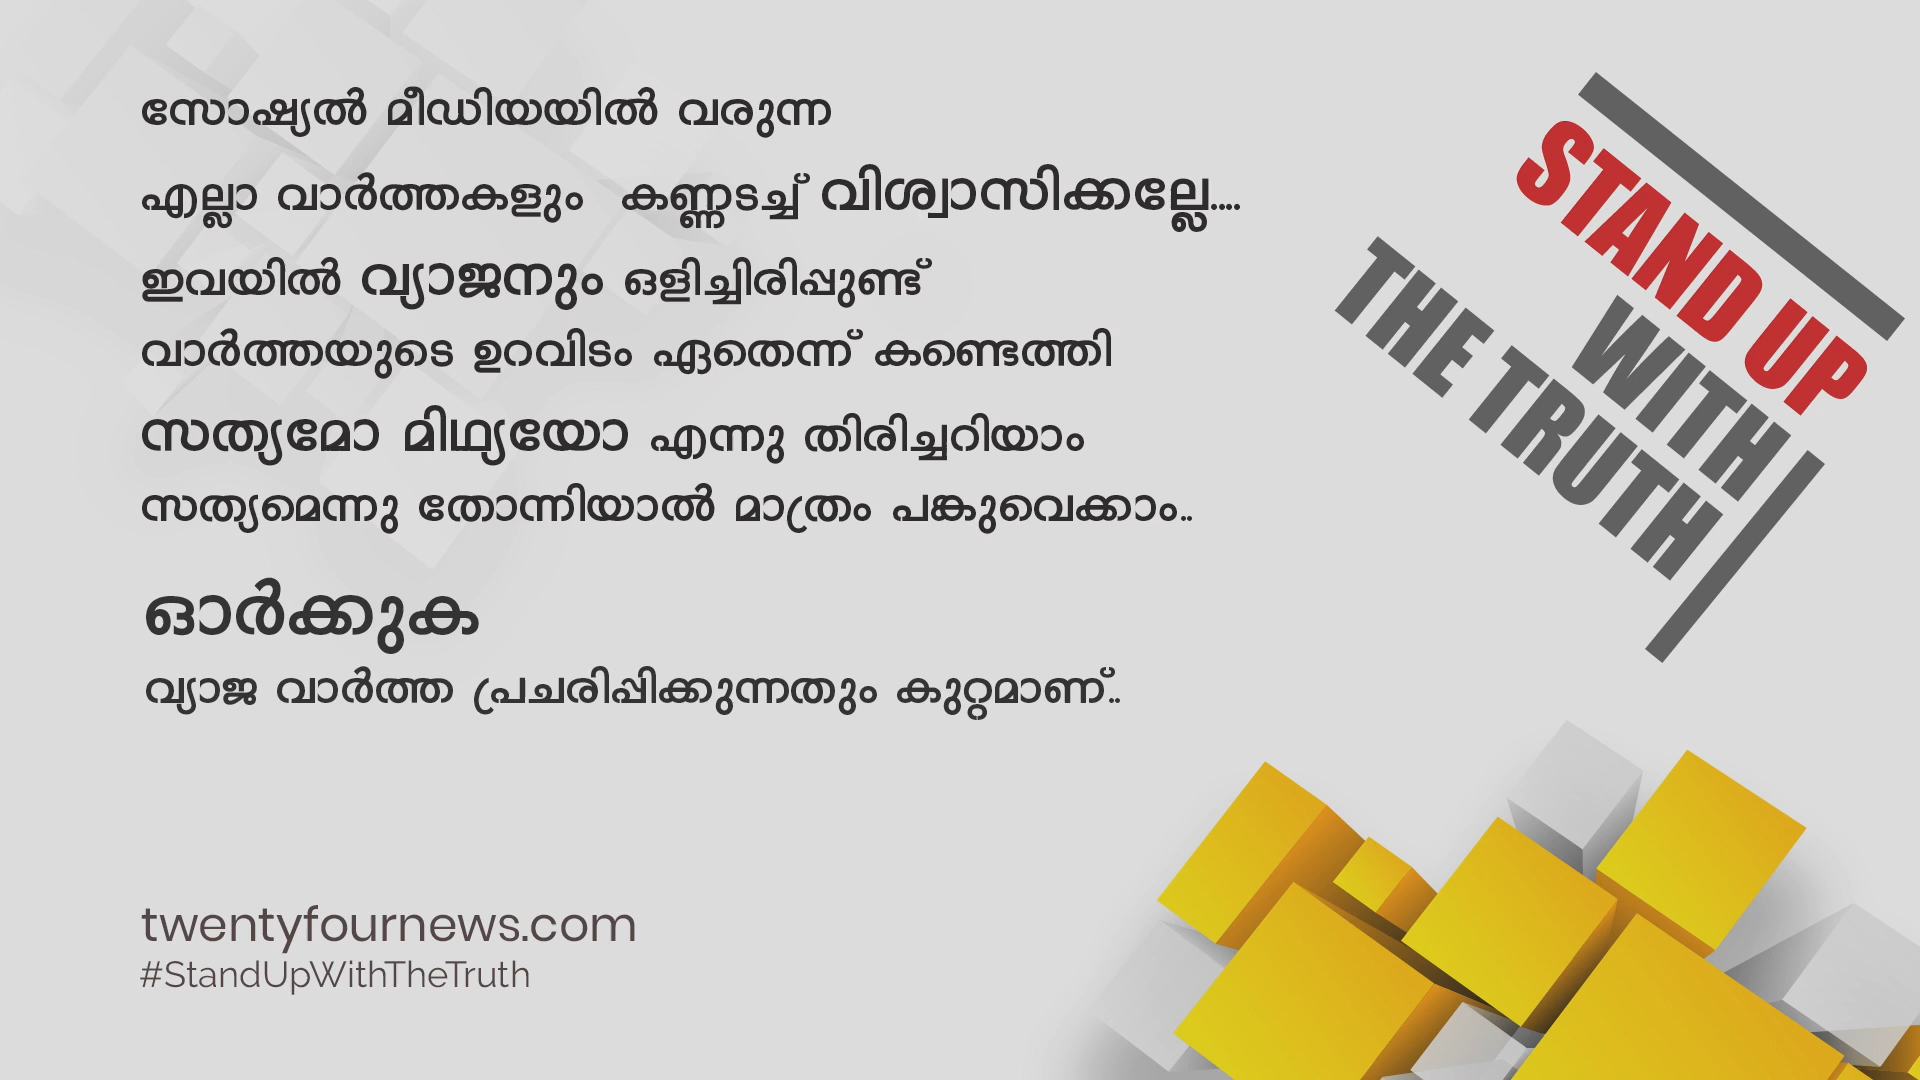 സോഷ്യൽ മീഡിയയിൽ വരുന്ന
എല്ലാ വാർത്തകളും കണ്ണടച്ച് വിശ്വാസിക്കല്ലേ....
ഇവയിൽ വ്യാജനും ഒളിച്ചിരിപ്പുണ്ട്
വാർത്തയുടെ ഉറവിടം ഏതെന്ന് കണ്ടെത്തി
സത്യമോ മിഥ്യയോ എന്നു തിരിച്ചറിയാം
സത്യമെന്നു തോന്നിയാൽ മാത്രം പങ്കുവെക്കാം..
ഓർക്കുക
വ്യാജ വാർത്ത പ്രചരിപ്പിക്കുന്നതും കുറ്റമാണ്..
STAND UP
WITH
THE TRUTH
twentyfournews.com
#StandUpWithTheTruth